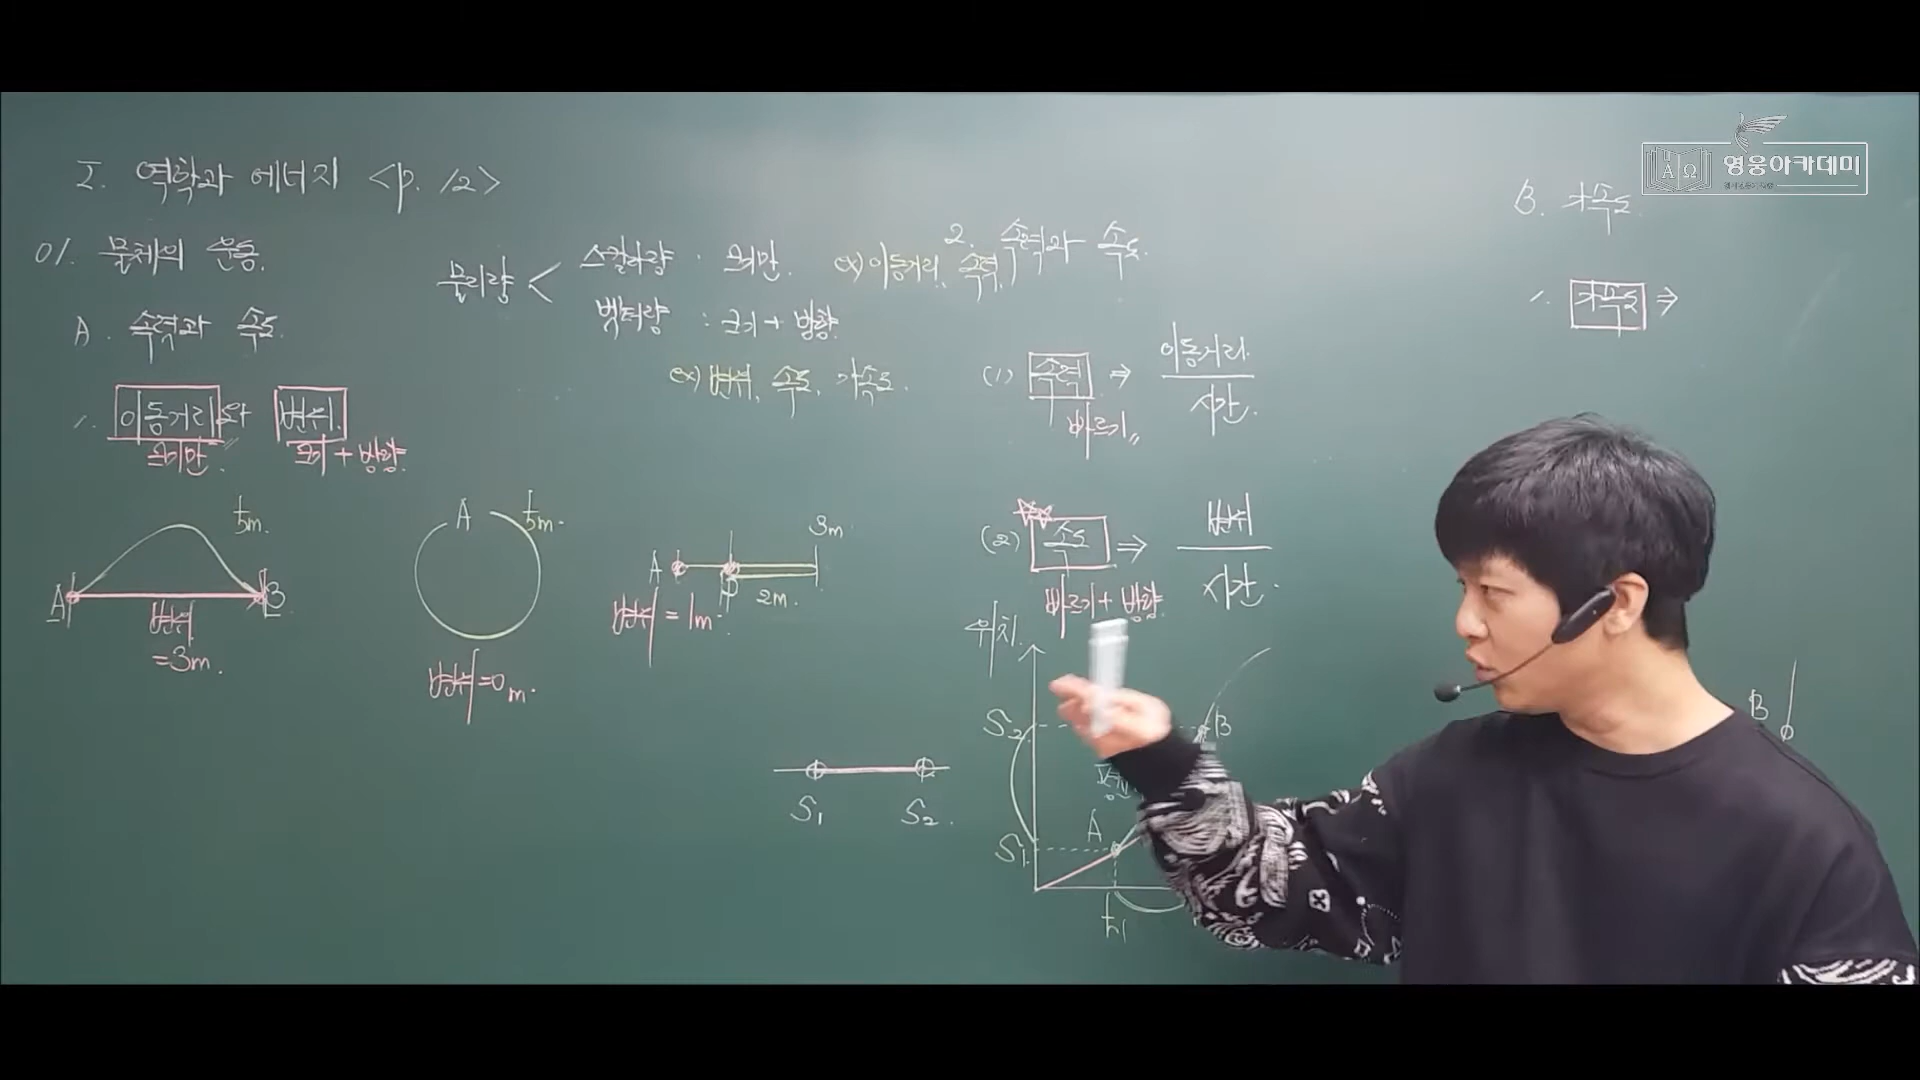 I. 역학과 에너지 <p. 12>
01. 물체의 운동.
A. 속력과 속도.
1. 이동거리와 변위.
크기만. 크기 + 방향.
A B 5m.
변위
=3m.
A 5m.
변위=0m.
A B 3m
2m.
변위 = 1m.
물리량 <
스칼라량 : 크기만. ex) 이동거리, 속력.
벡터량 : 크기 + 방향
ex) 변위, 속도, 가속도.
S₁ S₂.
2. 속력과 속도.
(1) 속력 ⇒ 이동거리 / 시간.
빠르기
(2) 속도 ⇒ 변위 / 시간.
빠르기 + 방향.
위치.
S₂ B
A
S₁
t₁
B. 가속도.
1. 가속도 ⇒
B
영웅아카데미
A Ω